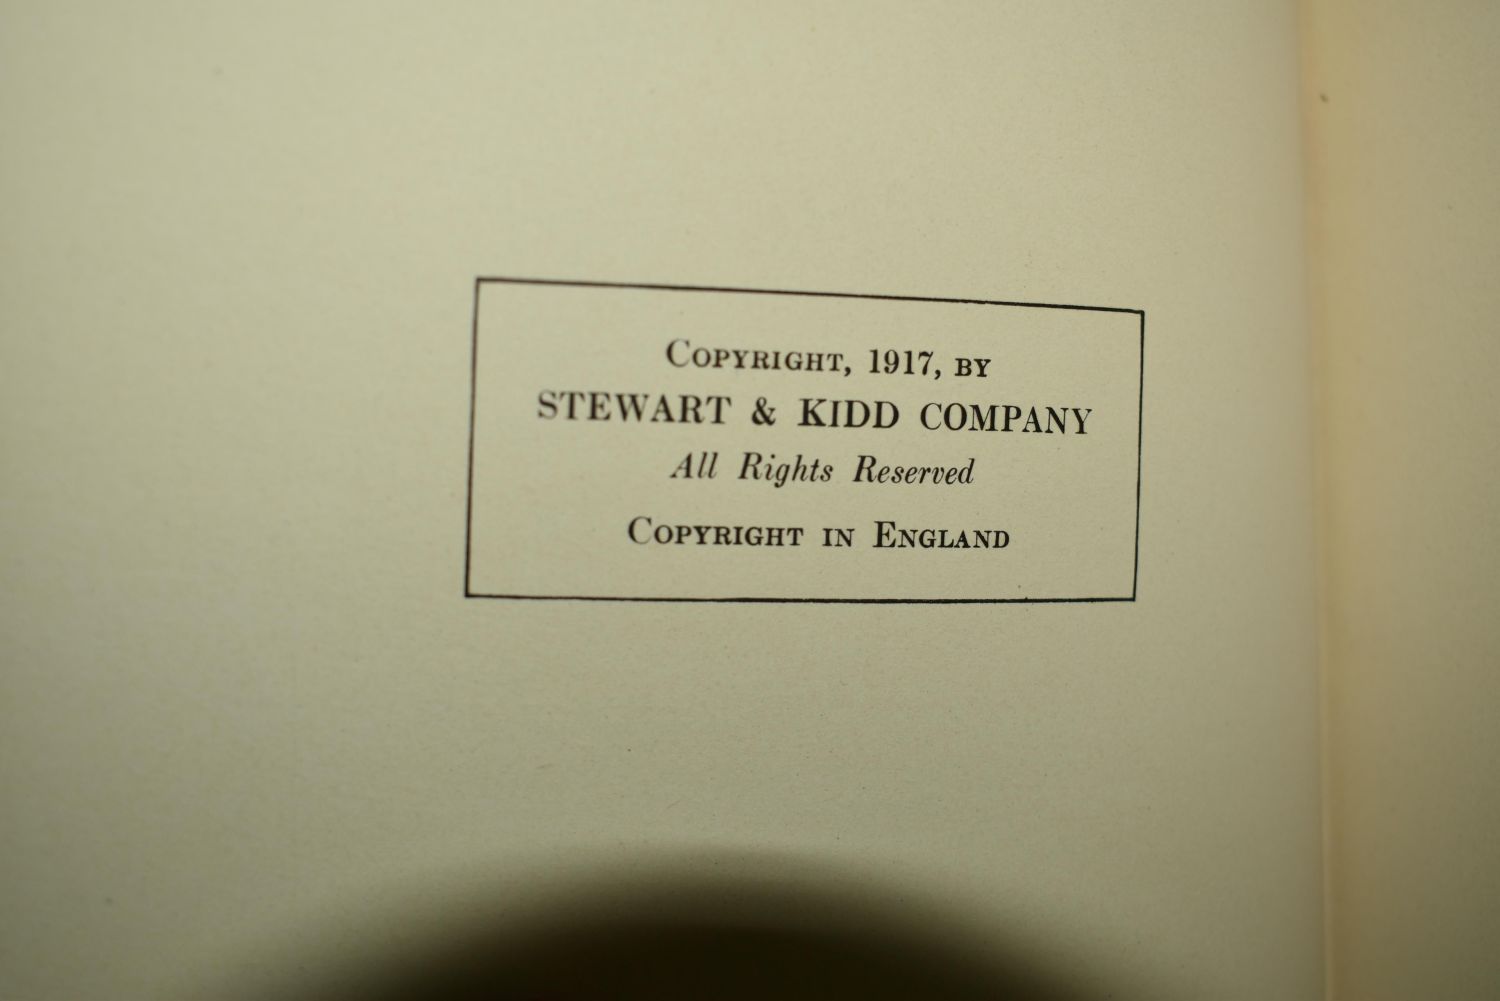 Copyright, 1917, by
STEWART & KIDD COMPANY
All Rights Reserved
Copyright in England